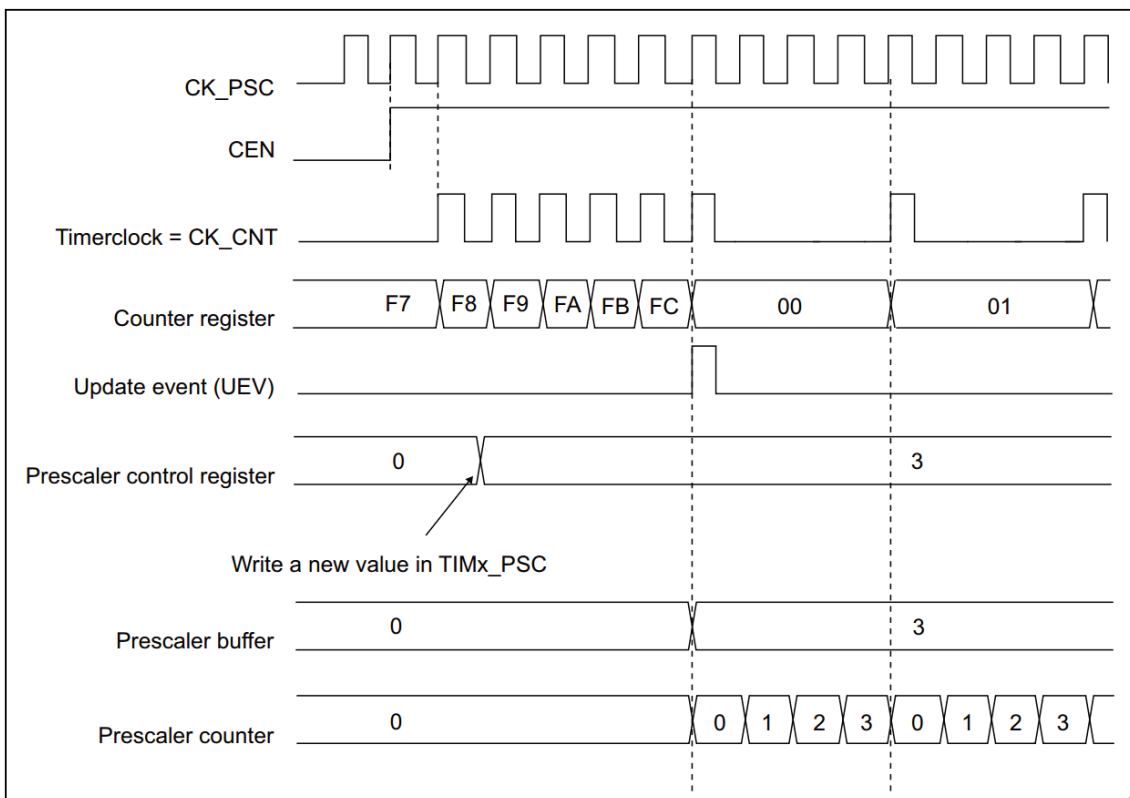 CK_PSC
CEN
Timerclock = CK_CNT
Counter register F7 F8 F9 FA FB FC 00 01
Update event (UEV)
Prescaler control register 0 3
Write a new value in TIMx_PSC
Prescaler buffer 0 3
Prescaler counter 0 0 1 2 3 0 1 2 3